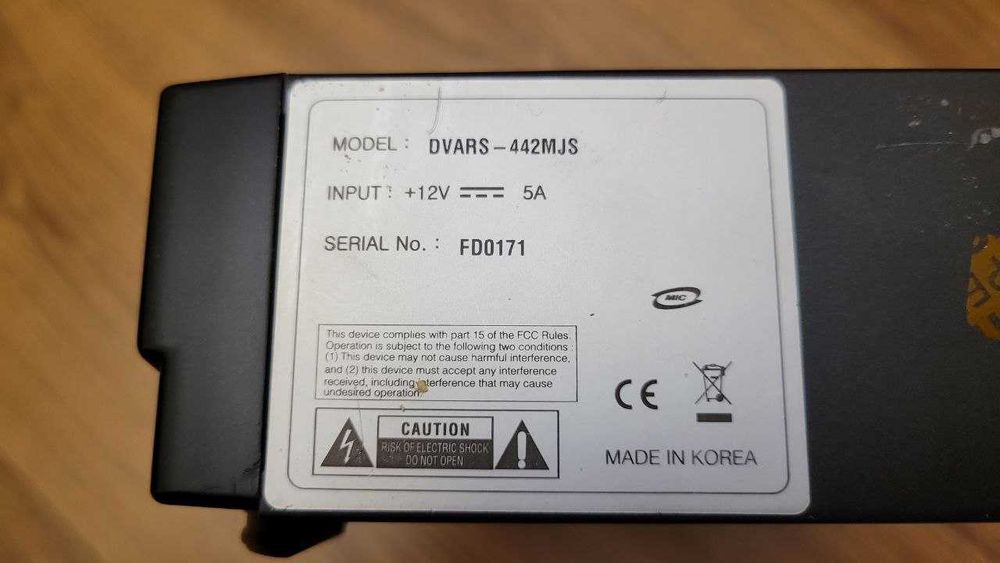 MODEL : DVARS-442MJS
INPUT : +12V 5A
SERIAL No. : FD0171
MIC
This device complies with part 15 of the FCC Rules.
Operation is subject to the following two conditions :
(1) This device may not cause harmful interference,
and (2) this device must accept any interference
received, including interference that may cause
undesired operation.
CE
CAUTION
RISK OF ELECTRIC SHOCK
DO NOT OPEN
MADE IN KOREA